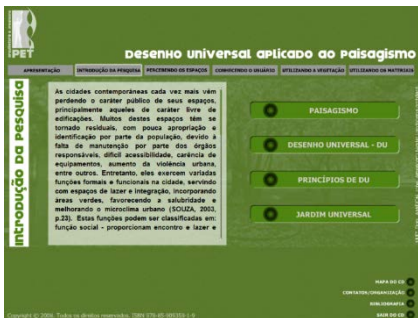 PET
Desenho Universal aplicado ao Paisagismo
APRESENTAÇÃO
INTRODUÇÃO DA PESQUISA
PERCEBENDO OS ESPAÇOS
CONHECENDO O USUÁRIO
UTILIZANDO A VEGETAÇÃO
UTILIZANDO OS MATERIAIS
introdução da pesquisa
As cidades contemporâneas cada vez mais vêm
perdendo o caráter público de seus espaços,
principalmente aqueles de caráter livre de
edificações. Muitos destes espaços têm se
tornado residuais, com pouca apropriação e
identificação por parte da população, devido à
falta de manutenção por parte dos órgãos
responsáveis, difícil acessibilidade, carência de
equipamentos, aumento da violência urbana,
entre outros. Entretanto, eles exercem variadas
funções formais e funcionais na cidade, servindo
com espaços de lazer e integração, incorporando
áreas verdes, favorecendo a salubridade e
melhorando o microclima urbano (SOUZA, 2003,
p.23). Estas funções podem ser classificadas em:
função social - proporcionam encontro e lazer e
PAISAGISMO
DESENHO UNIVERSAL - DU
PRINCÍPIOS DE DU
JARDIM UNIVERSAL
MAPA DO CD
CONTATOS/ORGANIZAÇÃO
BIBLIOGRAFIA
SAIR DO CD
Copyright © 2006. Todos os direitos reservados.